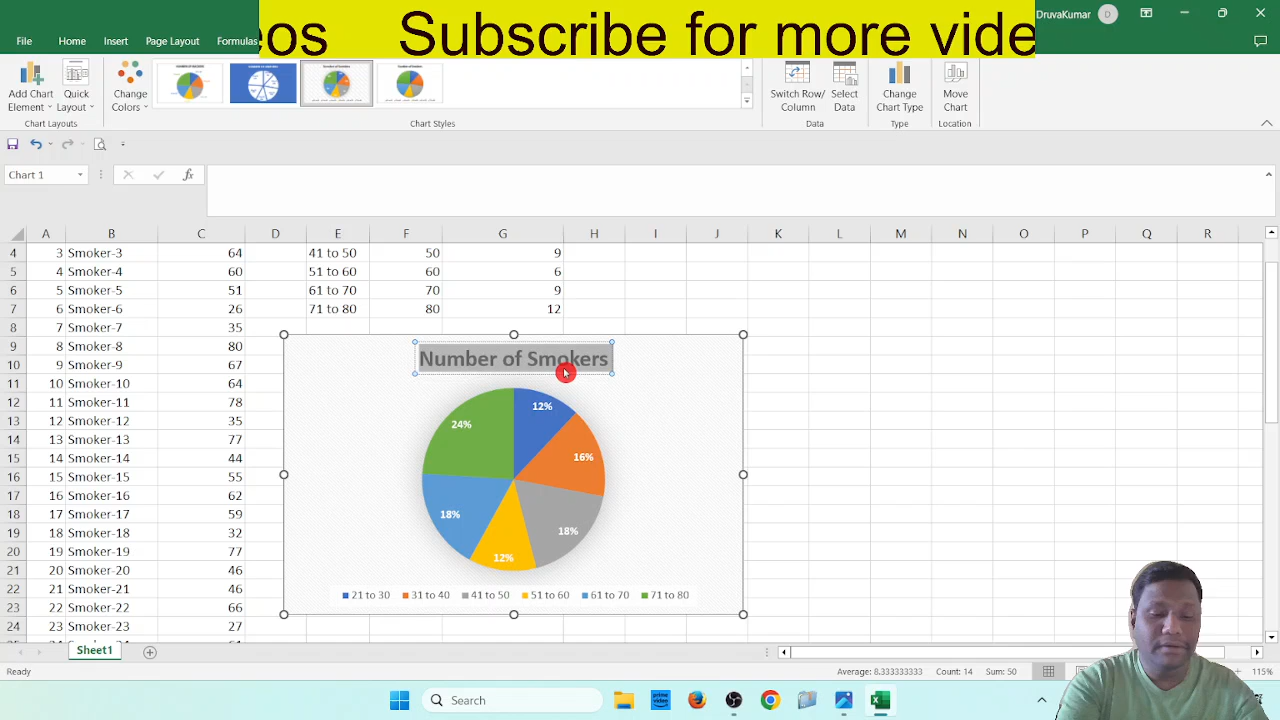 eos Subscribe for more vide
DruvaKumar D
File Home Insert Page Layout Formulas
Add Chart Element
Quick Layout
Change Colors
Switch Row/ Column
Select Data
Change Chart Type
Move Chart
Chart Layouts Chart Styles Data Type Location
Chart 1 fx
A B C D E F G H I J K L M N O P Q R
4 3 Smoker-3 64 41 to 50 50 9
5 4 Smoker-4 60 51 to 60 60 6
6 5 Smoker-5 51 61 to 70 70 9
7 6 Smoker-6 26 71 to 80 80 12
8 7 Smoker-7 35
9 8 Smoker-8 80
10 9 Smoker-9 67
11 10 Smoker-10 64
12 11 Smoker-11 78
13 12 Smoker-12 35
14 13 Smoker-13 77
15 14 Smoker-14 44
16 15 Smoker-15 55
17 16 Smoker-16 62
18 17 Smoker-17 59
19 18 Smoker-18 32
20 19 Smoker-19 77
21 20 Smoker-20 46
22 21 Smoker-21 46
23 22 Smoker-22 66
24 23 Smoker-23 27
Number of Smokers
12%
24%
16%
18%
18%
12%
21 to 30 31 to 40 41 to 50 51 to 60 61 to 70 71 to 80
Sheet1
Ready Average: 8.333333333 Count: 14 Sum: 50 115%
Search
prime video